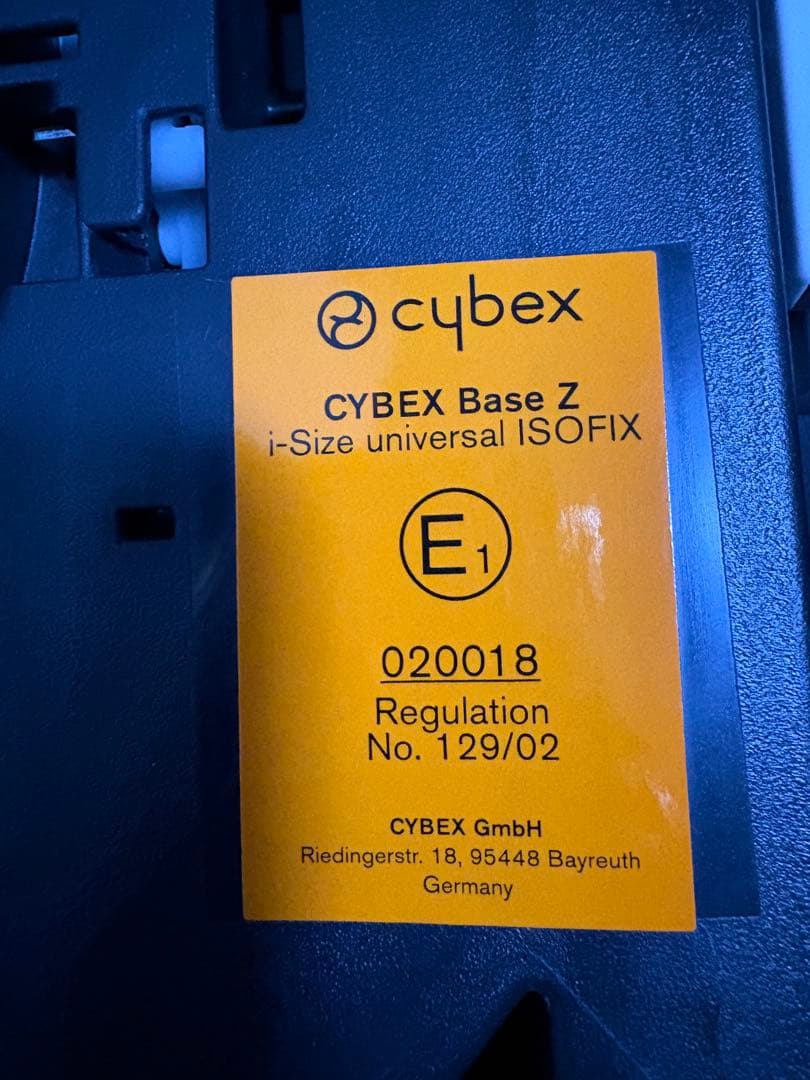 cybex
CYBEX Base Z
i-Size universal ISOFIX
E1
020018
Regulation
No. 129/02
CYBEX GmbH
Riedingerstr. 18, 95448 Bayreuth
Germany